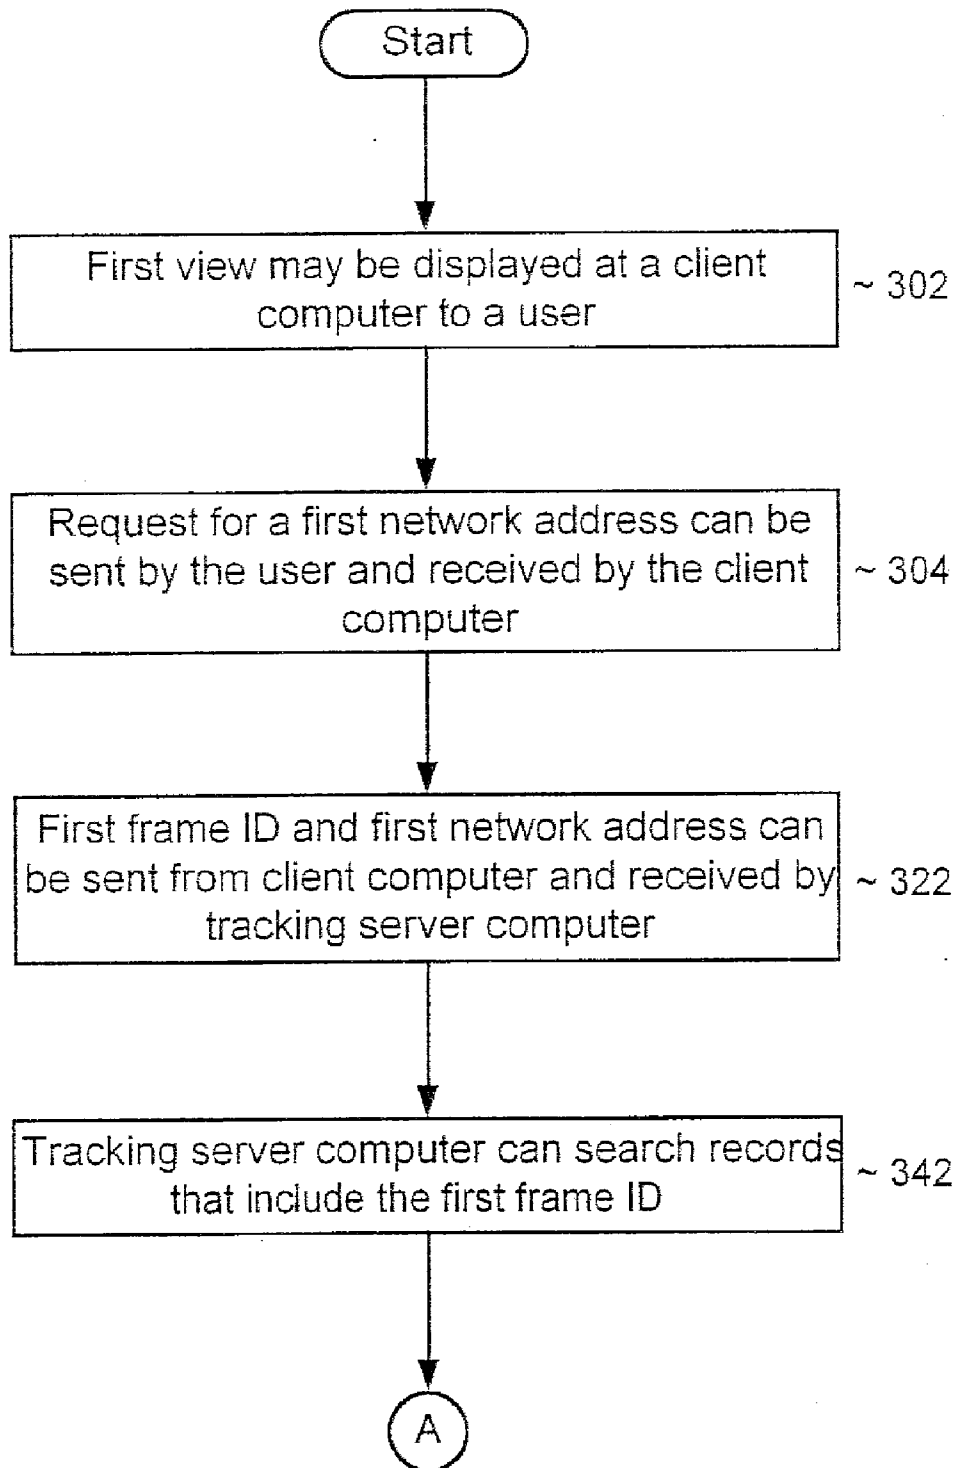 Start
First view may be displayed at a client
computer to a user
~ 302
Request for a first network address can be
sent by the user and received by the client
computer
~ 304
First frame ID and first network address can
be sent from client computer and received by
tracking server computer
~ 322
Tracking server computer can search records
that include the first frame ID
~ 342
A